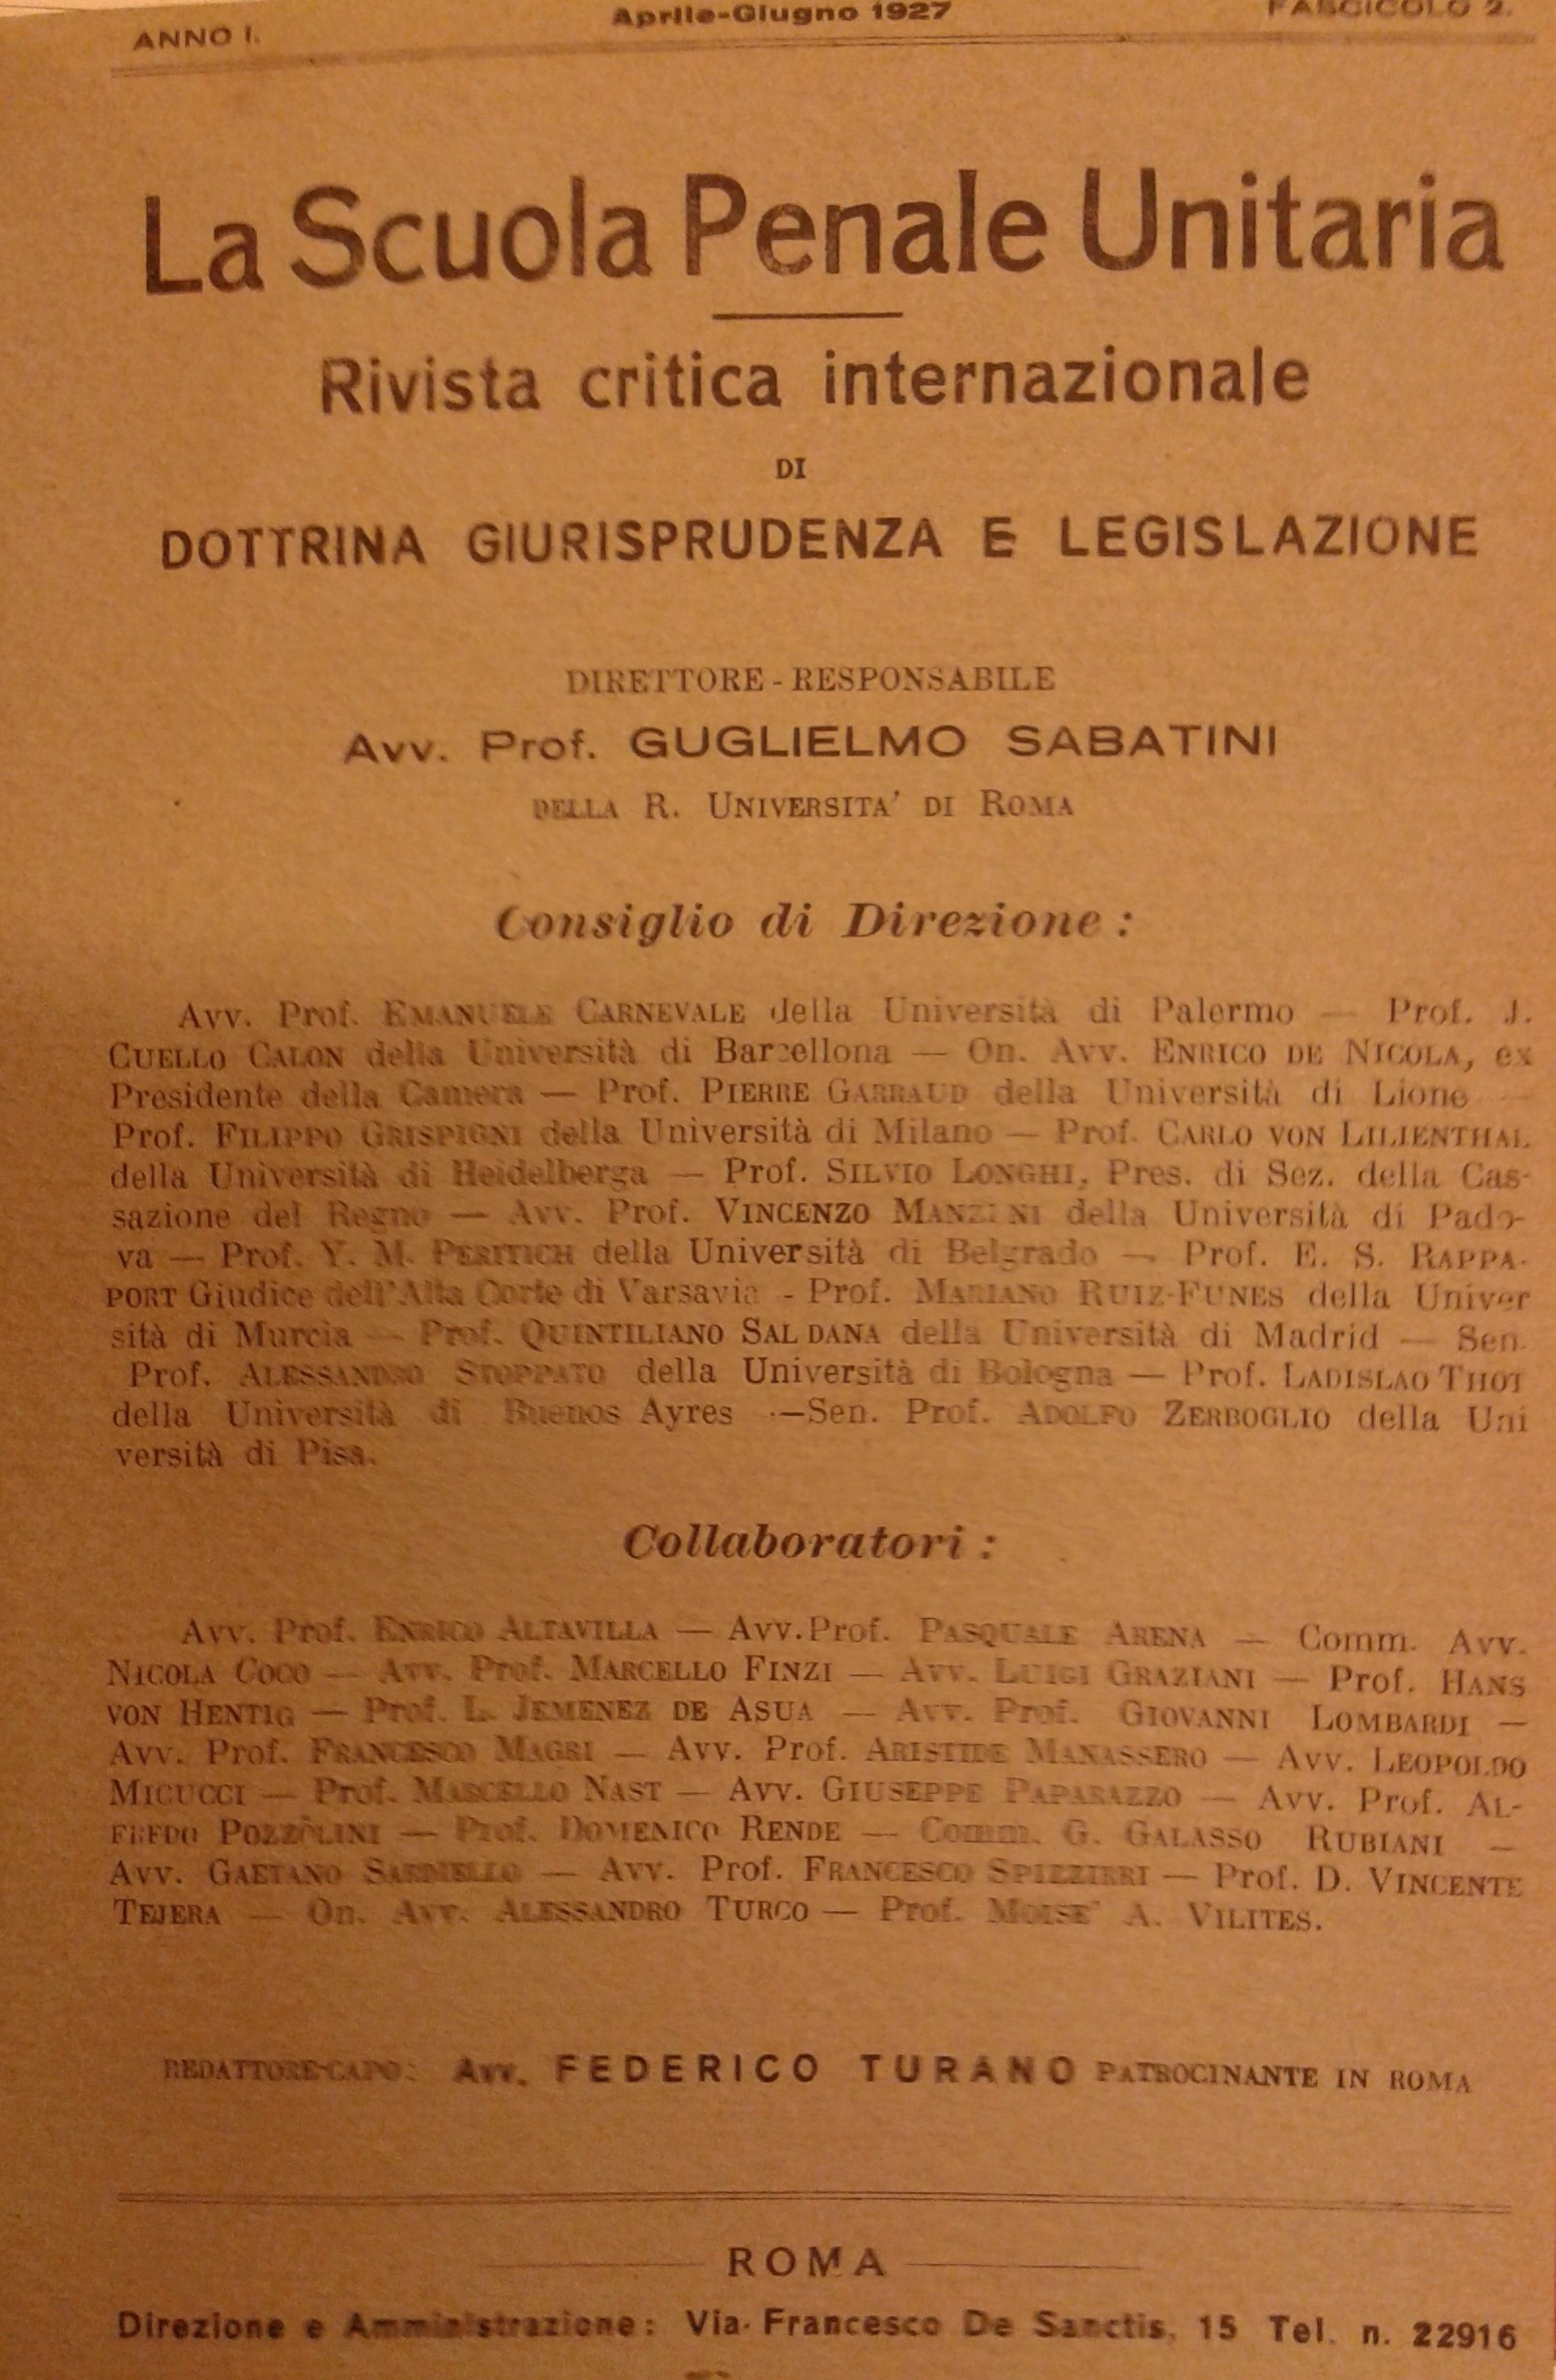 ANNO I.
Aprile-Giugno 1927
FASCICOLO 2.
La Scuola Penale Unitaria
Rivista critica internazionale
DI
DOTTRINA GIURISPRUDENZA E LEGISLAZIONE
DIRETTORE - RESPONSABILE
Avv. Prof. GUGLIELMO SABATINI
DELLA R. UNIVERSITA' DI ROMA
Consiglio di Direzione :
Avv. Prof. EMANUELE CARNEVALE della Università di Palermo — Prof. J.
CUELLO CALON della Università di Barcellona — On. Avv. ENRICO DE NICOLA, ex
Presidente della Camera — Prof. PIERRE GARRAUD della Università di Lione —
Prof. FILIPPO GRISPIGNI della Università di Milano — Prof. CARLO VON LILIENTHAL
della Università di Heidelberga — Prof. SILVIO LONGHI, Pres. di Sez. della Cas-
sazione del Regno — Avv. Prof. VINCENZO MANZINI della Università di Pado-
va — Prof. Y. M. PERITICH della Università di Belgrado — Prof. E. S. RAPPA-
PORT Giudice dell'Alta Corte di Varsavia - Prof. MARIANO RUIZ-FUNES della Univer
sità di Murcia — Prof. QUINTILIANO SALDANA della Università di Madrid — Sen.
Prof. ALESSANDRO STOPPATO della Università di Bologna — Prof. LADISLAO THOT
della Università di Buenos Ayres —Sen. Prof. ADOLFO ZERBOGLIO della Uni
versità di Pisa.
Collaboratori :
Avv. Prof. ENRICO ALTAVILLA — Avv. Prof. PASQUALE ARENA — Comm. Avv.
NICOLA COCO — Avv. Prof. MARCELLO FINZI — Avv. LUIGI GRAZIANI — Prof. HANS
VON HENTIG — Prof. L. JEMENEZ DE ASUA — Avv. Prof. GIOVANNI LOMBARDI —
Avv. Prof. FRANCESCO MAGRI — Avv. Prof. ARISTIDE MANASSERO — Avv. LEOPOLDO
MICUCCI — Prof. MARCELLO NAST — Avv. GIUSEPPE PAPARAZZO — Avv. Prof. AL-
FREDO POZZOLINI — Prof. DOMENICO RENDE — Comm. G. GALASSO RUBIANI —
Avv. GAETANO SARDIELLO — Avv. Prof. FRANCESCO SPIZZIRRI — Prof. D. VINCENTE
TEJERA — On. Avv. ALESSANDRO TURCO — Prof. MOISE' A. VILITES.
REDATTORE-CAPO: Avv. FEDERICO TURANO PATROCINANTE IN ROMA
ROMA
Direzione e Amministrazione: Via Francesco De Sanctis, 15 Tel. n. 22916